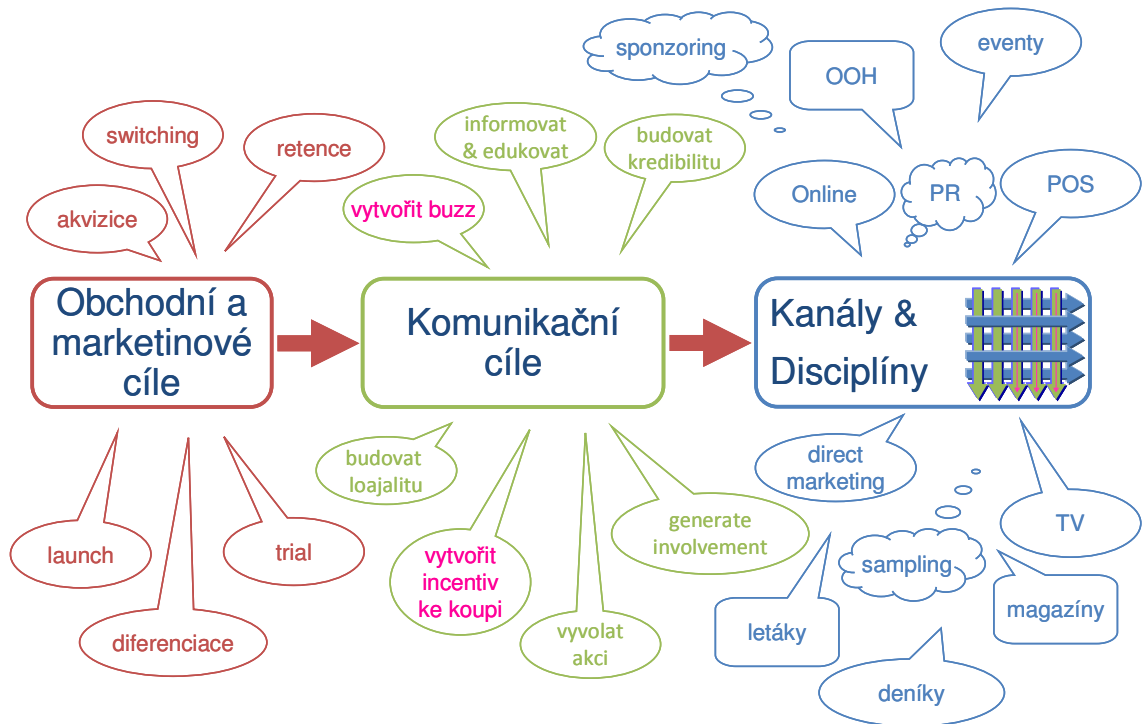 sponzoring
OOH
eventy
switching
retence
informovat
& edukovat
budovat
kredibilitu
akvizice
vytvořit buzz
Online
PR
POS
Obchodní a
marketinové
cíle
Komunikační
cíle
Kanály &
Disciplíny
budovat
loajalitu
direct
marketing
launch
trial
vytvořit
incentiv
ke koupi
generate
involvement
TV
sampling
diferenciace
vyvolat
akci
letáky
magazíny
deníky